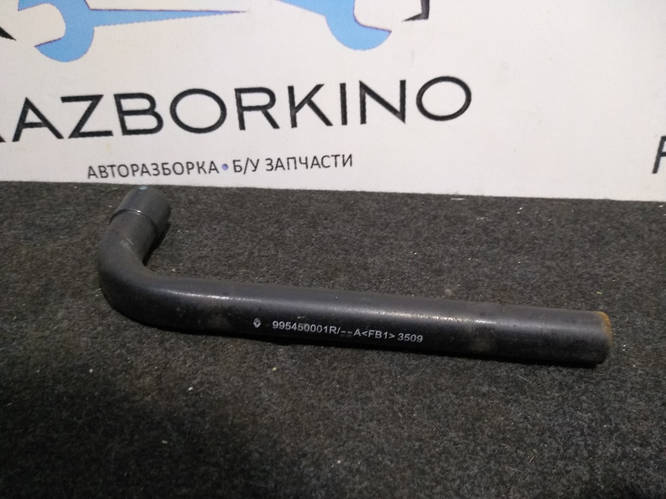 RAZBORKINO
АВТОРАЗБОРКА • Б/У ЗАПЧАСТИ
995450001R/--A<FB1> 3509